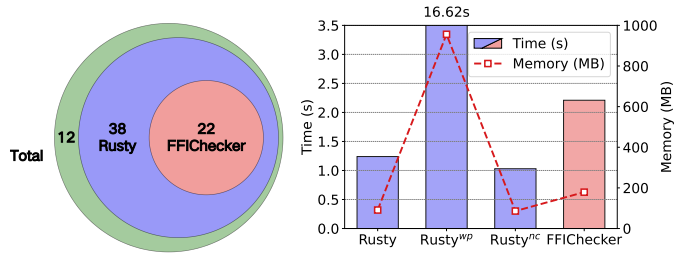 12
38
Rusty
22
FFIChecker
Total
16.62s
Time (s)
Memory (MB)
Time (s)
3.5
3.0
2.5
2.0
1.5
1.0
0.5
0.0
1000
800
600
400
200
0
Memory (MB)
Rusty
Rusty^wp
Rusty^nc
FFIChecker